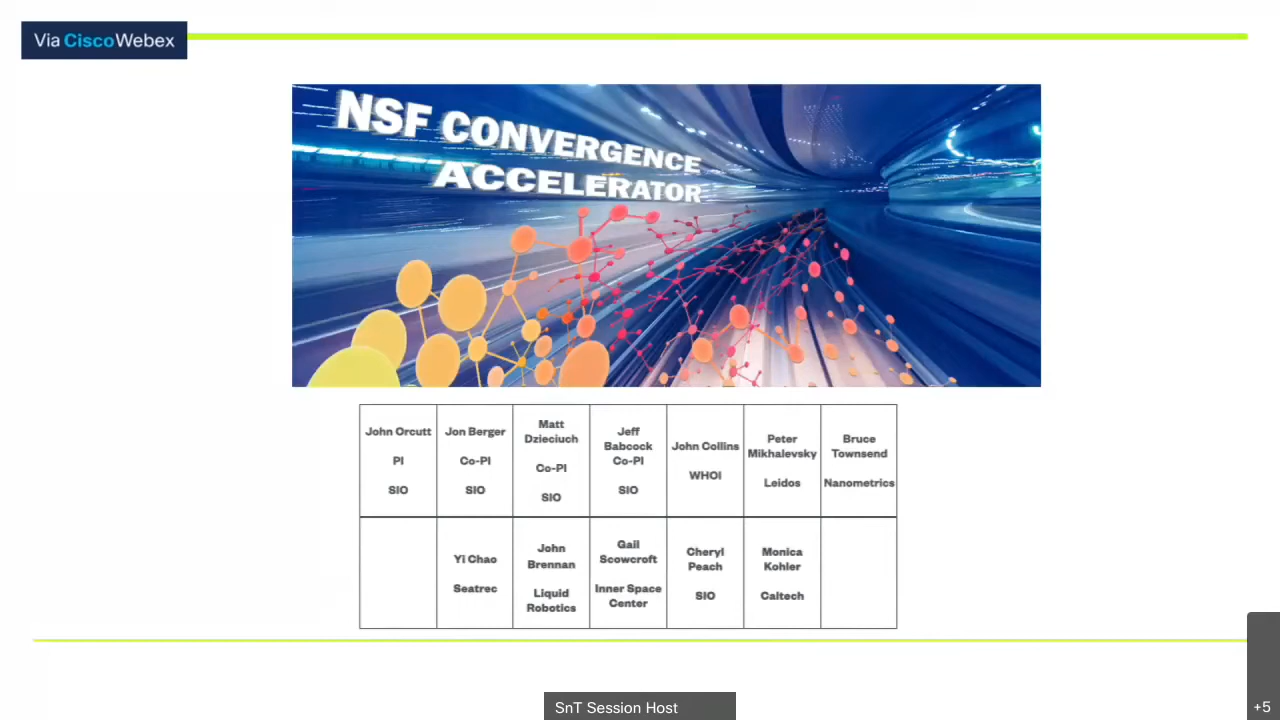 Via Cisco Webex
NSF CONVERGENCE
ACCELERATOR
John Orcutt
PI
SIO
Jon Berger
Co-PI
SIO
Matt
Dzieciuch
Co-PI
SIO
Jeff
Babcock
Co-PI
SIO
John Collins
WHOI
Peter
Mikhalevsky
Leidos
Bruce
Townsend
Nanometrics
Yi Chao
Seatrec
John
Brennan
Liquid
Robotics
Gail
Scowcroft
Inner Space
Center
Cheryl
Peach
SIO
Monica
Kohler
Caltech
SnT Session Host
+5